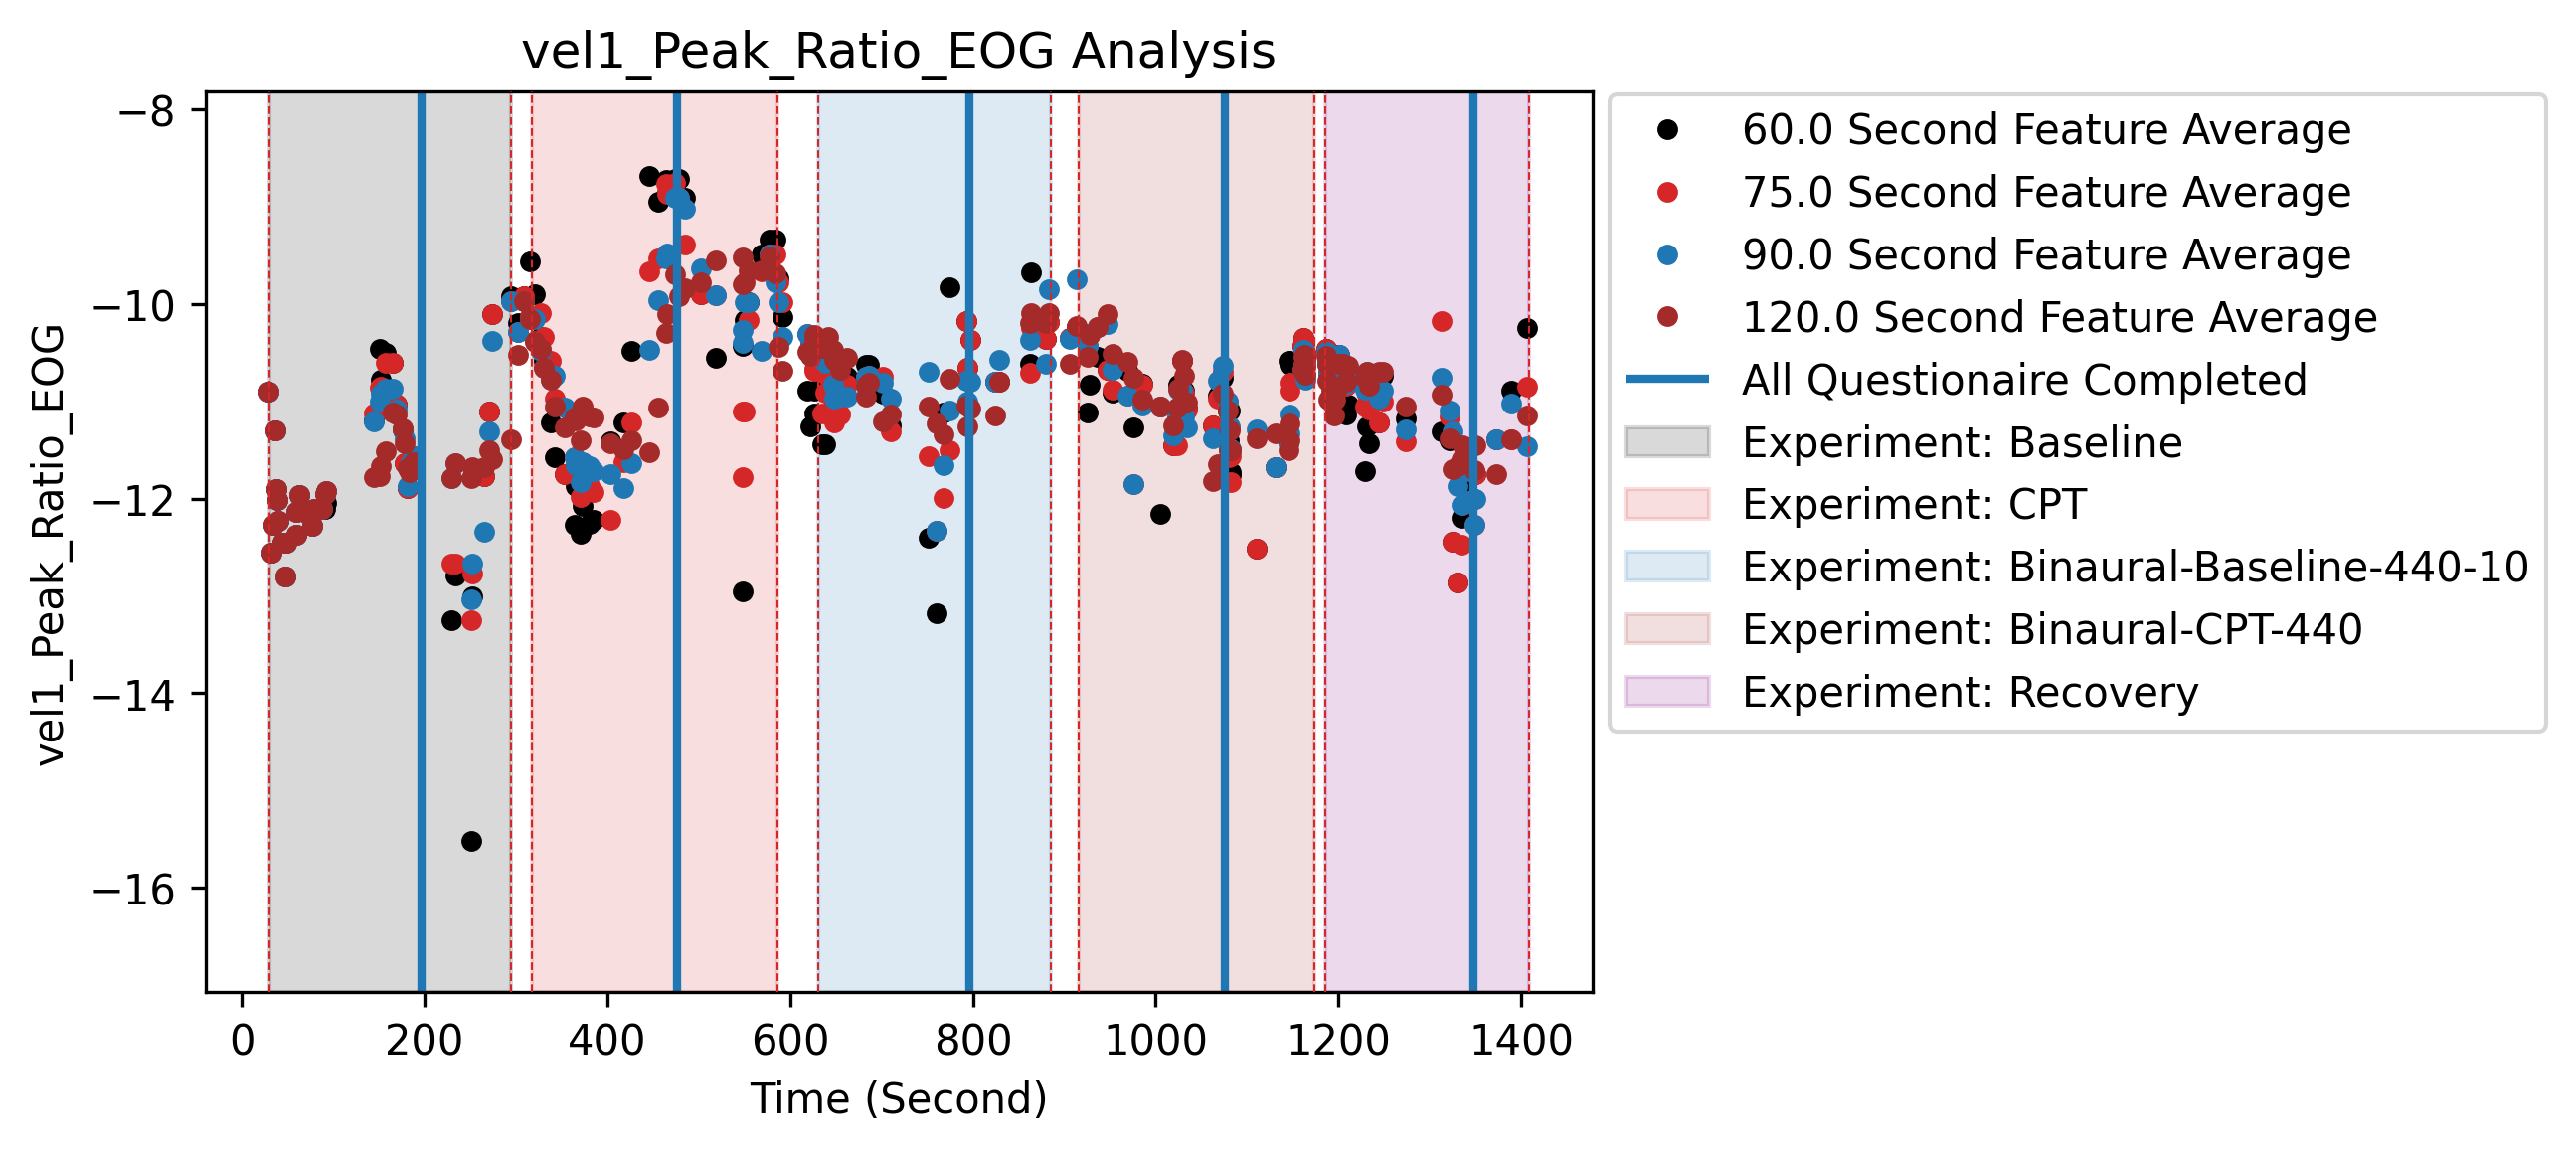 vel1_Peak_Ratio_EOG Analysis
vel1_Peak_Ratio_EOG
−8
−10
−12
−14
−16
0 200 400 600 800 1000 1200 1400
Time (Second)
60.0 Second Feature Average
75.0 Second Feature Average
90.0 Second Feature Average
120.0 Second Feature Average
All Questionaire Completed
Experiment: Baseline
Experiment: CPT
Experiment: Binaural-Baseline-440-10
Experiment: Binaural-CPT-440
Experiment: Recovery